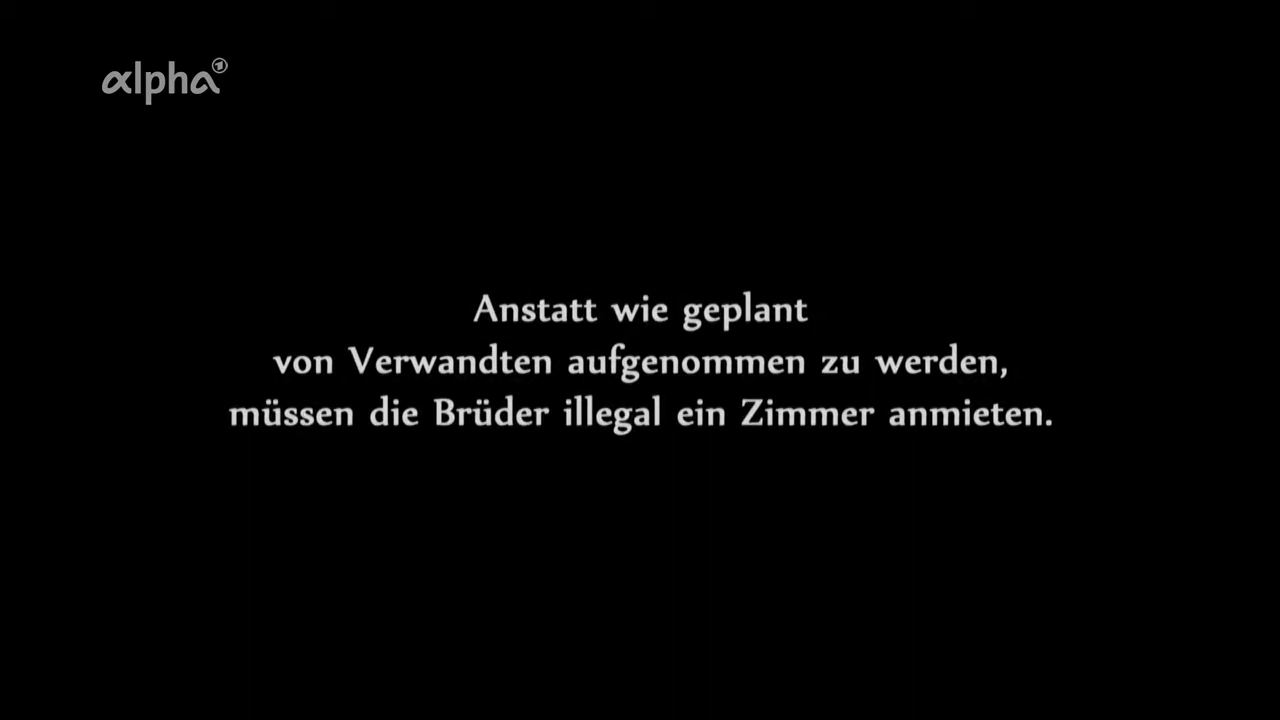 alpha
Anstatt wie geplant
von Verwandten aufgenommen zu werden,
müssen die Brüder illegal ein Zimmer anmieten.